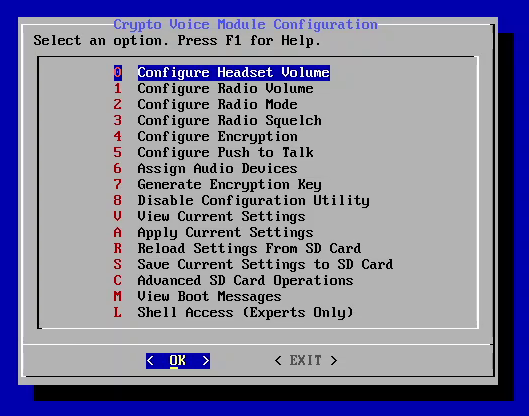 Crypto Voice Module Configuration
Select an option. Press F1 for Help.
0 Configure Headset Volume
1 Configure Radio Volume
2 Configure Radio Mode
3 Configure Radio Squelch
4 Configure Encryption
5 Configure Push to Talk
6 Assign Audio Devices
7 Generate Encryption Key
8 Disable Configuration Utility
V View Current Settings
A Apply Current Settings
R Reload Settings From SD Card
S Save Current Settings to SD Card
C Advanced SD Card Operations
M View Boot Messages
L Shell Access (Experts Only)
< OK > < EXIT >